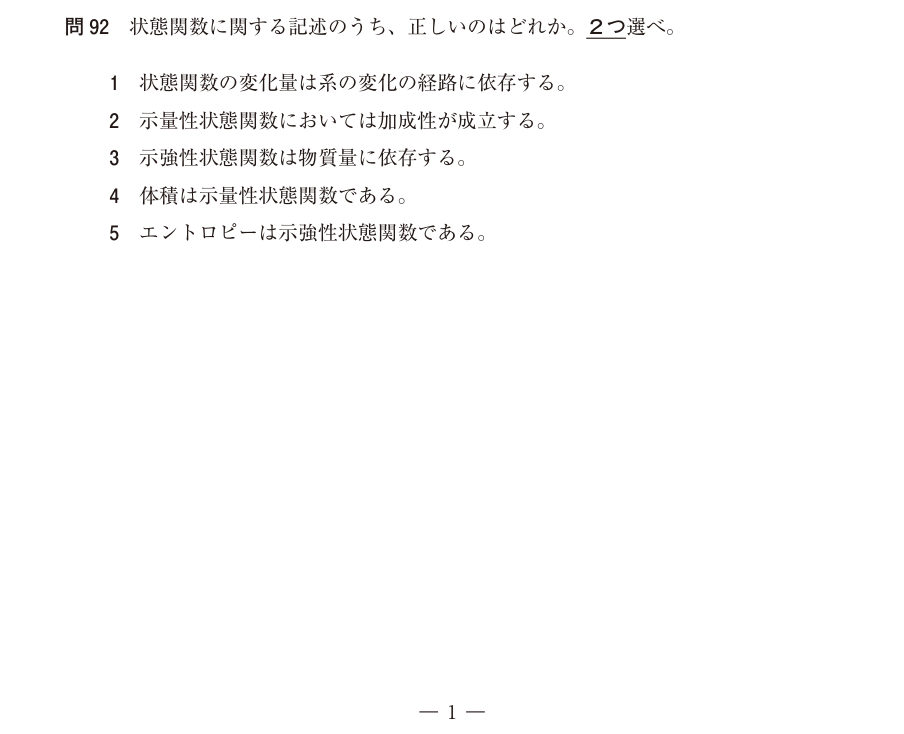 問 92 状態関数に関する記述のうち、正しいのはどれか。2つ選べ。
1 状態関数の変化量は系の変化の経路に依存する。
2 示量性状態関数においては加成性が成立する。
3 示強性状態関数は物質量に依存する。
4 体積は示量性状態関数である。
5 エントロピーは示強性状態関数である。
— 1 —